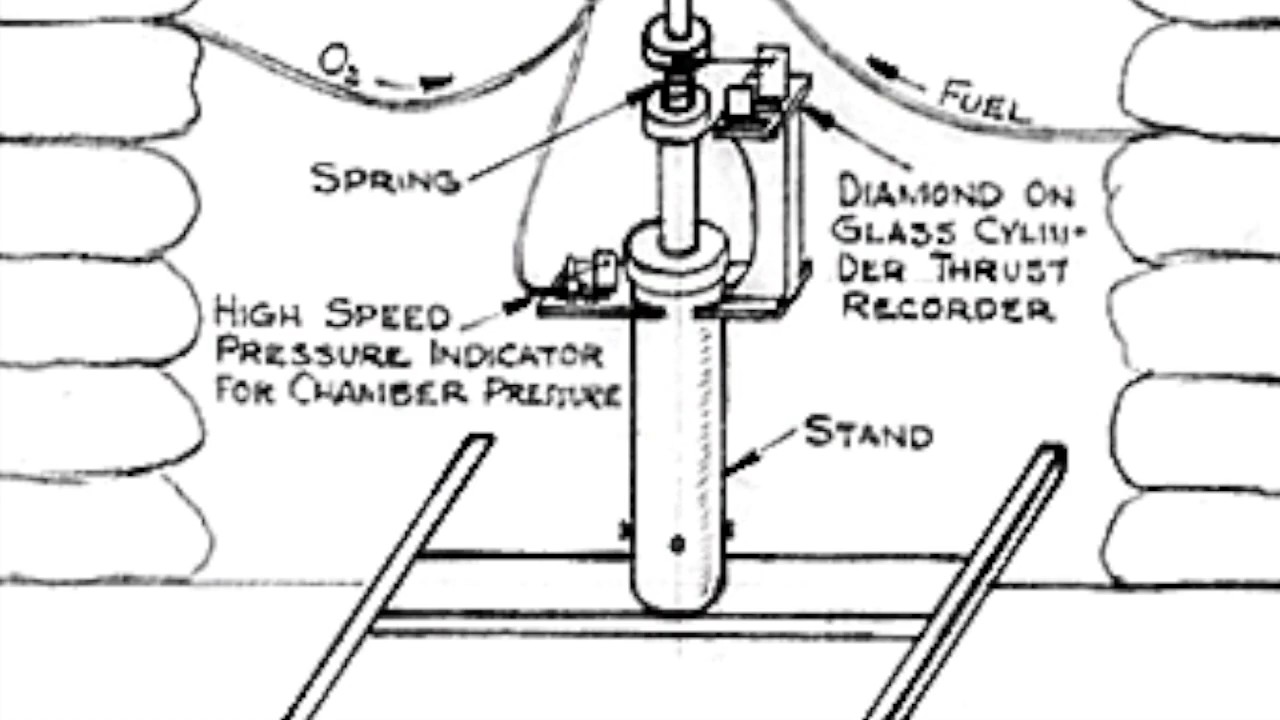 O₂
FUEL
SPRING
DIAMOND ON
GLASS CYLIN-
DER THRUST
RECORDER
HIGH SPEED
PRESSURE INDICATOR
FOR CHAMBER PRESSURE
STAND